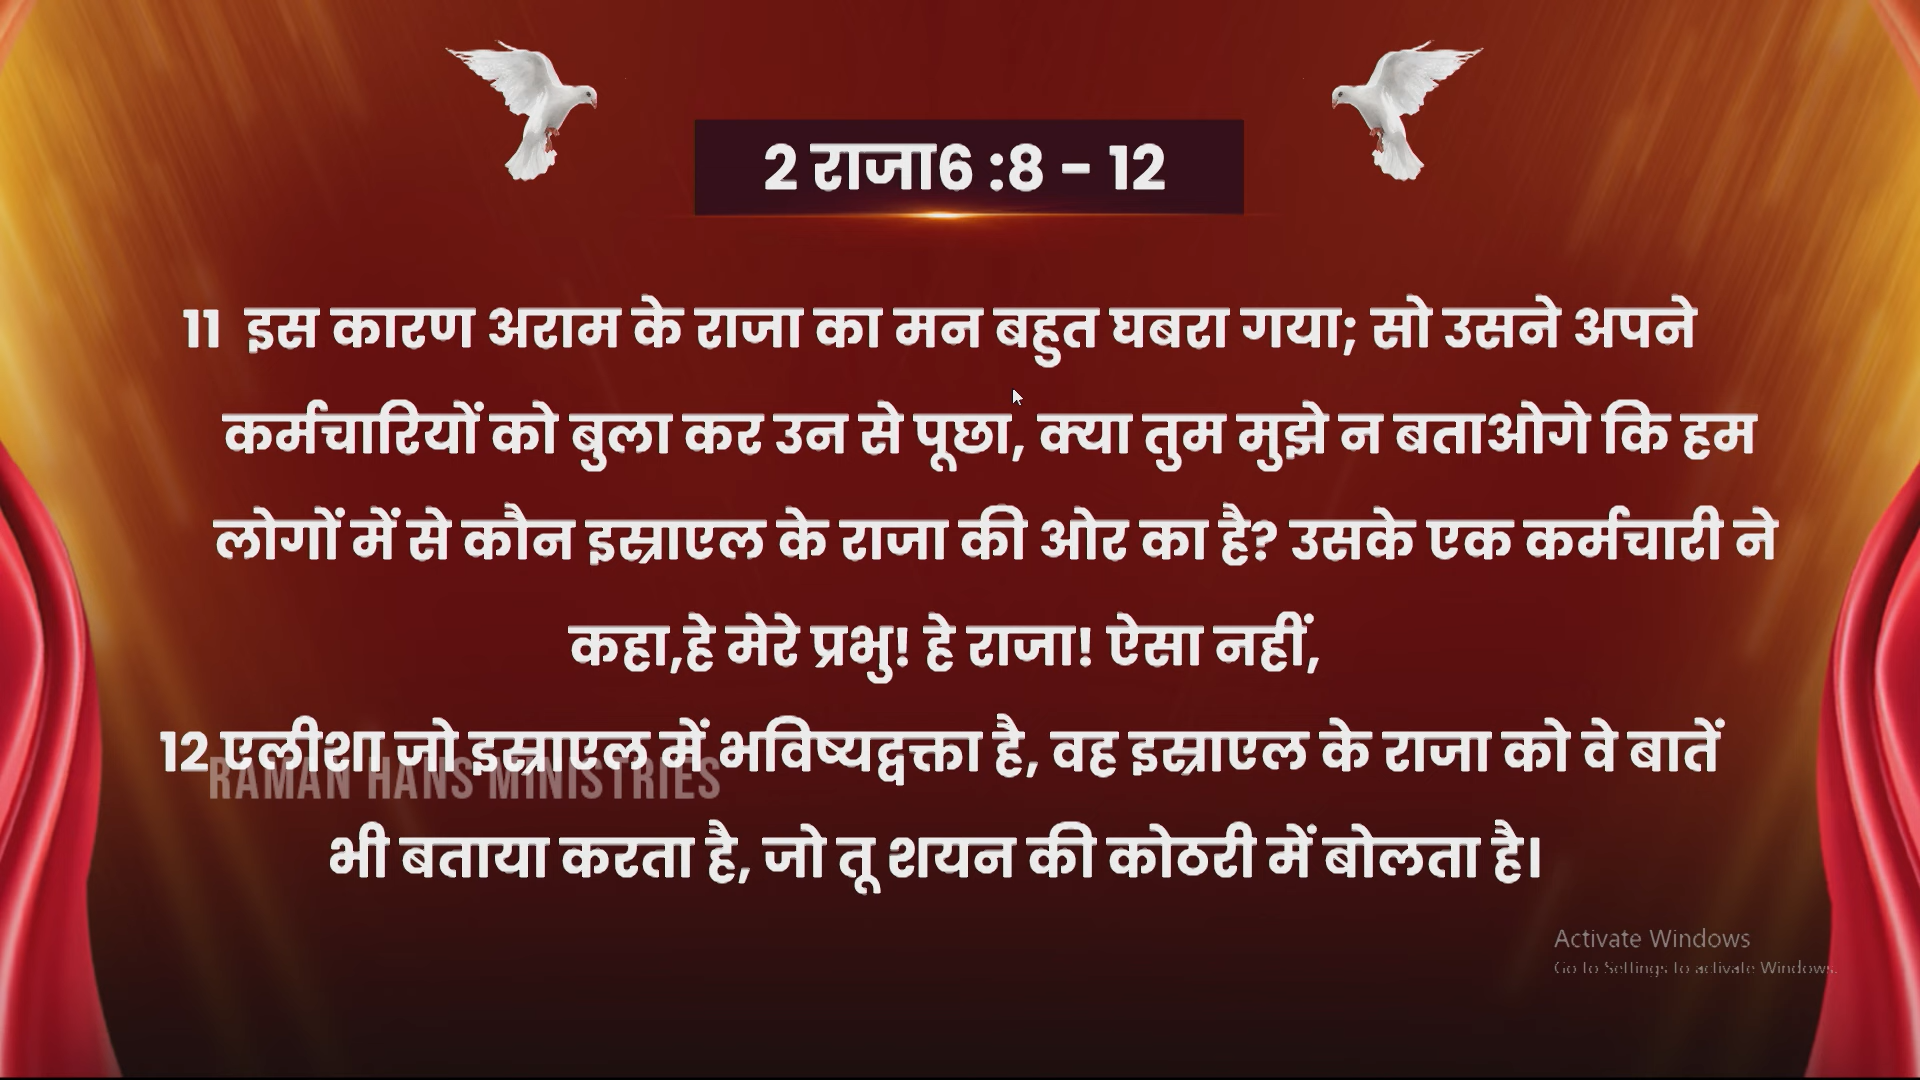 2 राजा6 :8 - 12
11 इस कारण अराम के राजा का मन बहुत घबरा गया; सो उसने अपने
कर्मचारियों को बुला कर उन से पूछा, क्या तुम मुझे न बताओगे कि हम
लोगों में से कौन इस्राएल के राजा की ओर का है? उसके एक कर्मचारी ने
कहा,हे मेरे प्रभु! हे राजा! ऐसा नहीं,
12 एलीशा जो इस्राएल में भविष्यद्वक्ता है, वह इस्राएल के राजा को वे बातें
RAMAN HANS MINISTRIES
भी बताया करता है, जो तू शयन की कोठरी में बोलता है।
Activate Windows
Go to Settings to activate Windows.